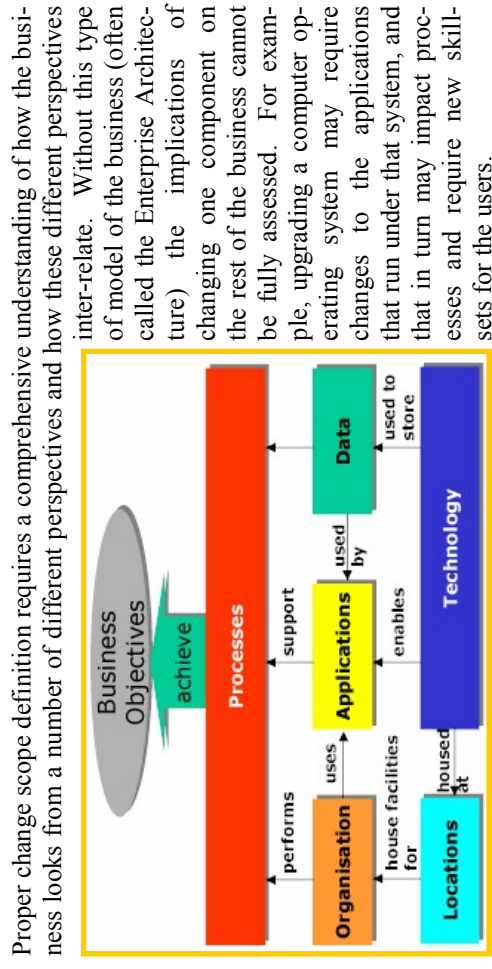 Proper change scope definition requires a comprehensive understanding of how the busi-
ness looks from a number of different perspectives and how these different perspectives
inter-relate. Without this type
of model of the business (often
called the Enterprise Architec-
ture) the implications of
changing one component on
the rest of the business cannot
be fully assessed. For exam-
ple, upgrading a computer op-
erating system may require
changes to the applications
that run under that system, and
that in turn may impact proc-
esses and require new skill-
sets for the users.
Business
Objectives
achieve
Processes
performs
support
Organisation
uses
Applications
used
by
Data
house facilities
for
enables
used to
store
Locations
housed
at
Technology